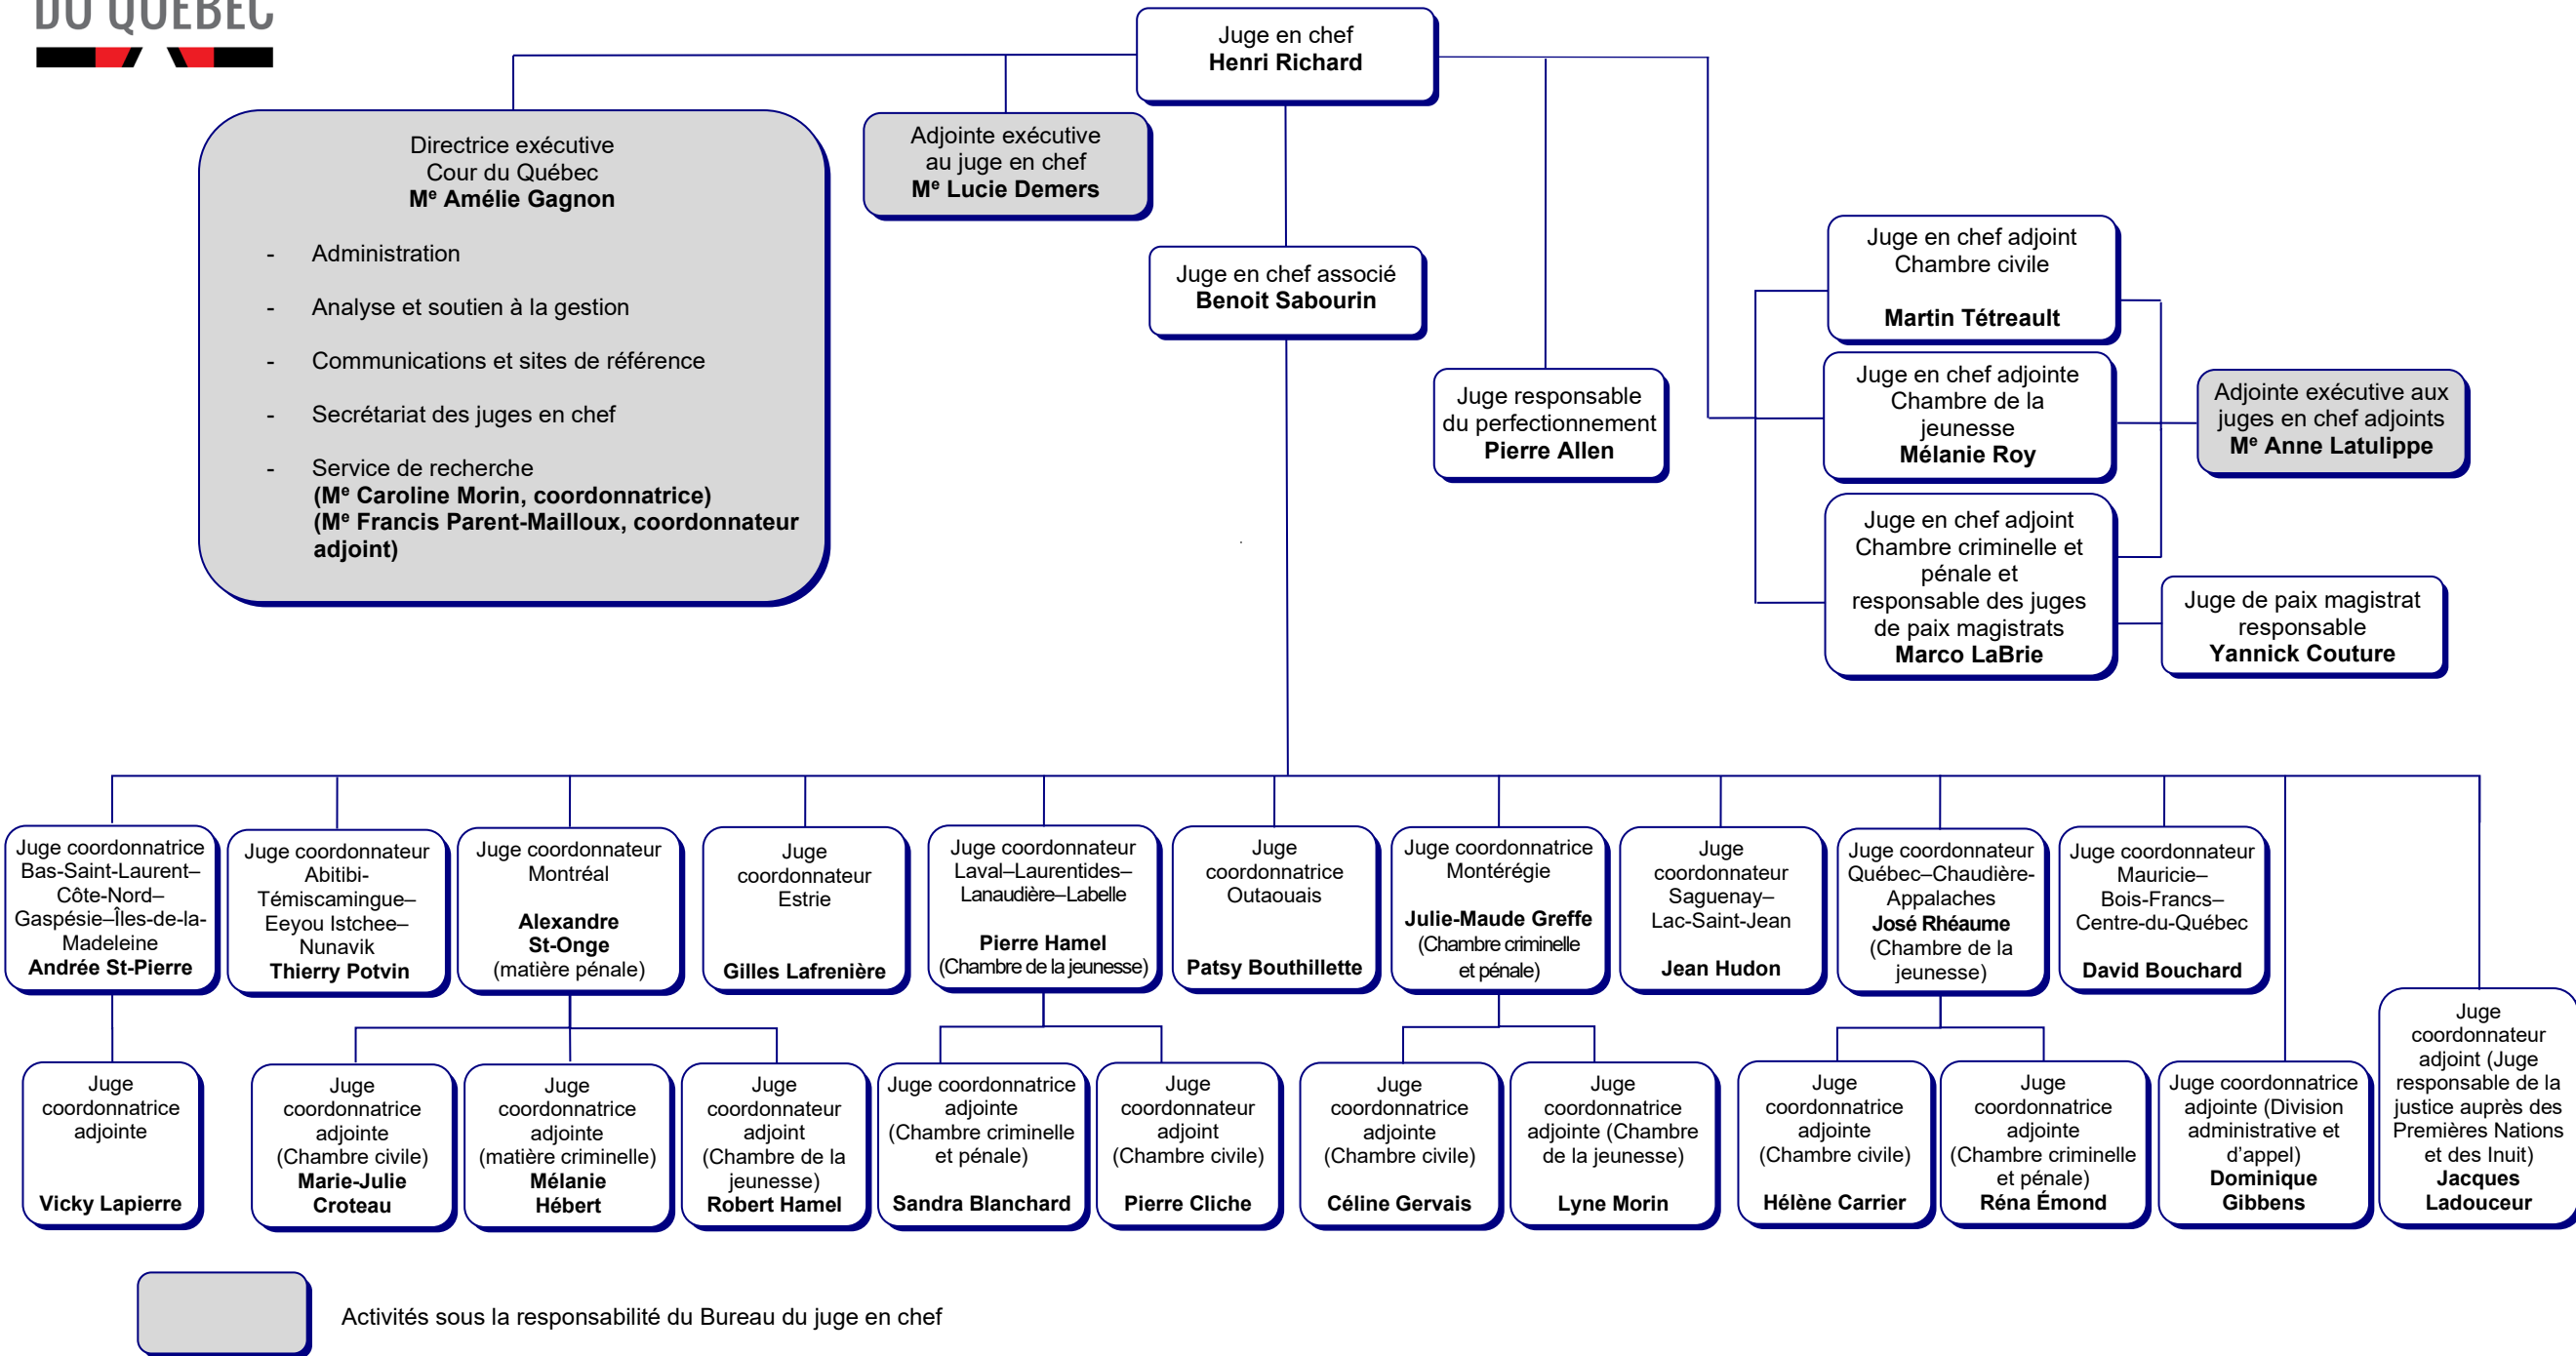 DU QUÉBEC
Juge en chef
Henri Richard
Directrice exécutive
Cour du Québec
Me Amélie Gagnon
- Administration
- Analyse et soutien à la gestion
- Communications et sites de référence
- Secrétariat des juges en chef
- Service de recherche
(Me Caroline Morin, coordonnatrice)
(Me Francis Parent-Mailloux, coordonnateur
adjoint)
Adjointe exécutive
au juge en chef
Me Lucie Demers
Juge en chef associé
Benoit Sabourin
Juge responsable
du perfectionnement
Pierre Allen
Juge en chef adjoint
Chambre civile
Martin Tétreault
Juge en chef adjointe
Chambre de la
jeunesse
Mélanie Roy
Juge en chef adjoint
Chambre criminelle et
pénale et
responsable des juges
de paix magistrats
Marco LaBrie
Adjointe exécutive aux
juges en chef adjoints
Me Anne Latulippe
Juge de paix magistrat
responsable
Yannick Couture
Juge coordonnatrice
Bas-Saint-Laurent–
Côte-Nord–
Gaspésie–Îles-de-la-
Madeleine
Andrée St-Pierre
Juge coordonnateur
Abitibi-
Témiscamingue–
Eeyou Istchee–
Nunavik
Thierry Potvin
Juge coordonnateur
Montréal
Alexandre
St-Onge
(matière pénale)
Juge
coordonnateur
Estrie
Gilles Lafrenière
Juge coordonnateur
Laval–Laurentides–
Lanaudière–Labelle
Pierre Hamel
(Chambre de la jeunesse)
Juge
coordonnatrice
Outaouais
Patsy Bouthillette
Juge coordonnatrice
Montérégie
Julie-Maude Greffe
(Chambre criminelle
et pénale)
Juge
coordonnateur
Saguenay–
Lac-Saint-Jean
Jean Hudon
Juge coordonnateur
Québec–Chaudière-
Appalaches
José Rhéaume
(Chambre de la
jeunesse)
Juge coordonnateur
Mauricie–
Bois-Francs–
Centre-du-Québec
David Bouchard
Juge
coordonnatrice
adjointe
Vicky Lapierre
Juge
coordonnatrice
adjointe
(Chambre civile)
Marie-Julie
Croteau
Juge
coordonnatrice
adjointe
(matière criminelle)
Mélanie
Hébert
Juge
coordonnateur
adjoint
(Chambre de la
jeunesse)
Robert Hamel
Juge coordonnatrice
adjointe
(Chambre criminelle
et pénale)
Sandra Blanchard
Juge
coordonnateur
adjoint
(Chambre civile)
Pierre Cliche
Juge
coordonnatrice
adjointe
(Chambre civile)
Céline Gervais
Juge
coordonnatrice
adjointe (Chambre
de la jeunesse)
Lyne Morin
Juge
coordonnatrice
adjointe
(Chambre civile)
Hélène Carrier
Juge
coordonnatrice
adjointe
(Chambre criminelle
et pénale)
Réna Émond
Juge coordonnatrice
adjointe (Division
administrative et
d'appel)
Dominique
Gibbens
Juge
coordonnateur
adjoint (Juge
responsable de la
justice auprès des
Premières Nations
et des Inuit)
Jacques
Ladouceur
Activités sous la responsabilité du Bureau du juge en chef